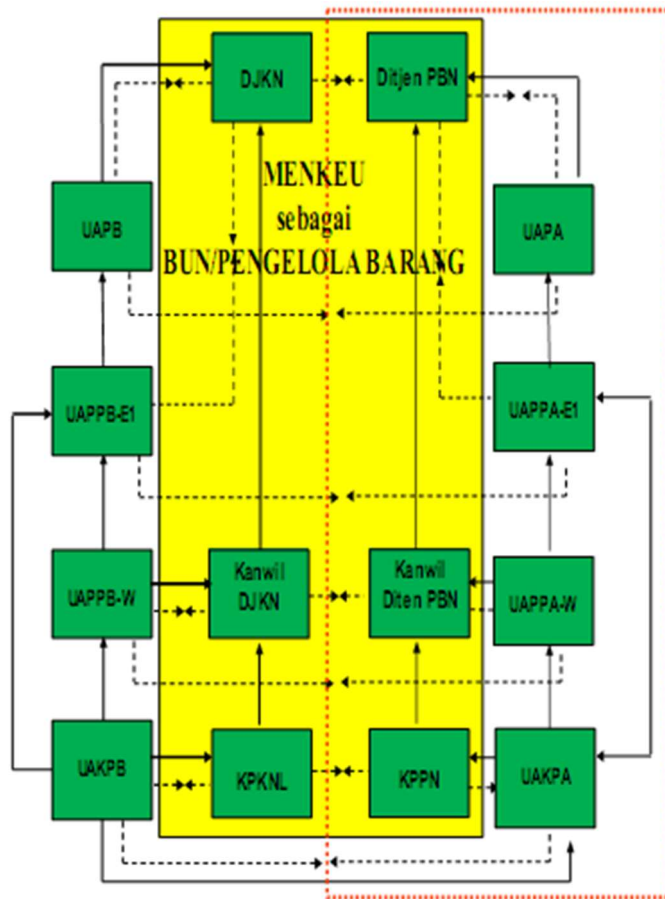 DJKN
Ditjen PBN
MENKEU
sebagai
BUN/PENGELOLA BARANG
UAPB
UAPA
UAPPB-E1
UAPPA-E1
Kanwil
DJKN
Kanwil
Diten PBN
UAPPB-W
UAPPA-W
UAKPB
KPKNL
KPPN
UAKPA